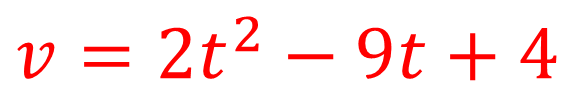 v = 2t² − 9t + 4